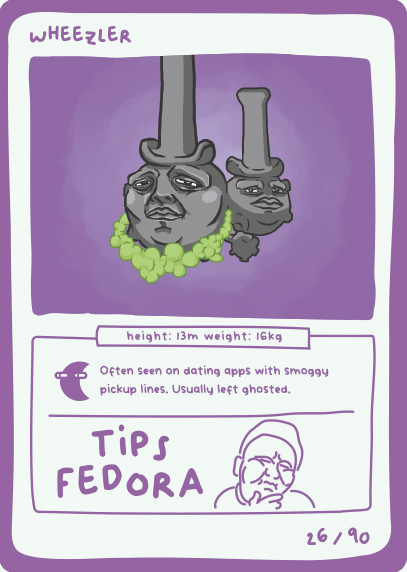 WHEEZLER
height: 13m weight: 16kg
Often seen on dating apps with smoggy
pickup lines. Usually left ghosted.
TiPS
FEDORA
26/90